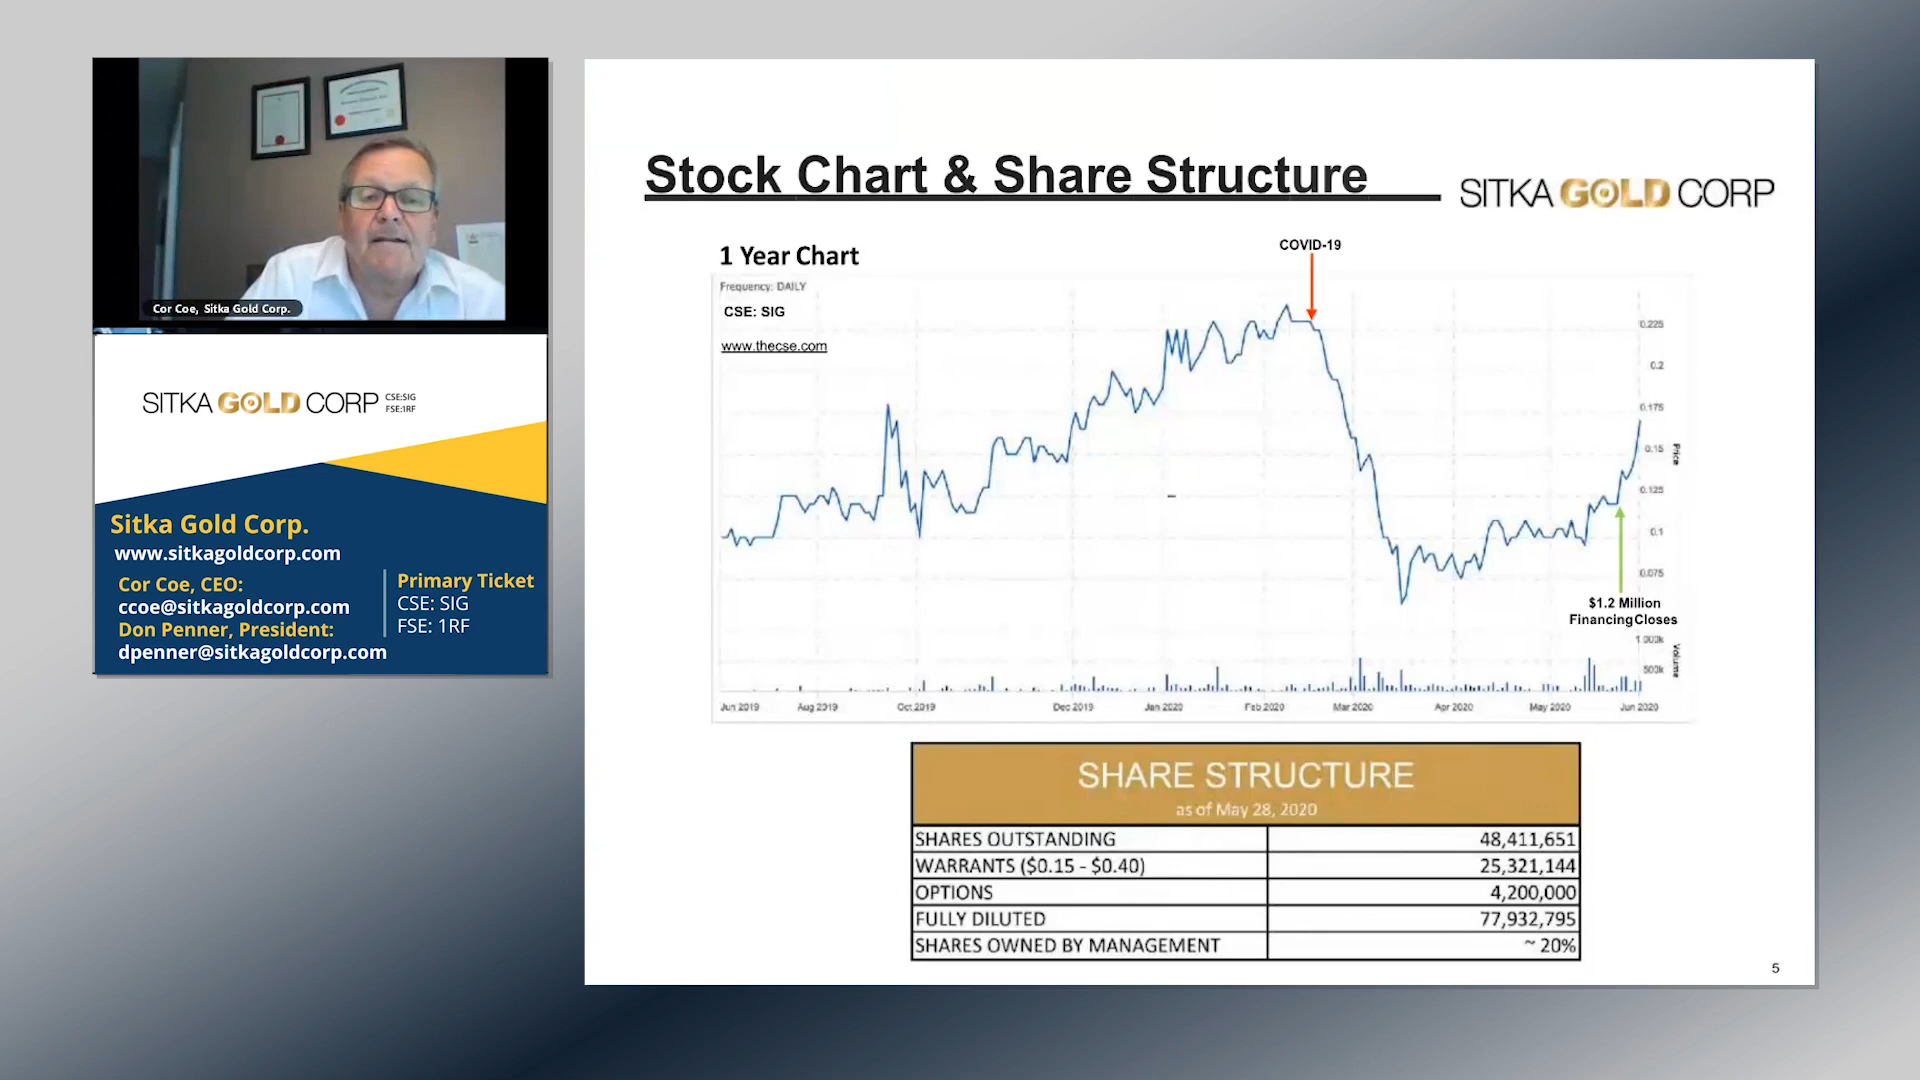 Cor Coe, Sitka Gold Corp.
SITKA GOLD CORP CSE:SIG
FSE:1RF
Sitka Gold Corp.
www.sitkagoldcorp.com
Cor Coe, CEO:
ccoe@sitkagoldcorp.com
Don Penner, President:
dpenner@sitkagoldcorp.com
Primary Ticket
CSE: SIG
FSE: 1RF
Stock Chart & Share Structure
SITKA GOLD CORP
1 Year Chart
COVID-19
Frequency: DAILY
CSE: SIG
www.thecse.com
0.225
0.2
0.175
0.15
0.125
0.1
0.075
Price
$1.2 Million
Financing Closes
1 000k
500k
Volume
Jun 2019 Aug 2019 Oct 2019 Dec 2019 Jan 2020 Feb 2020 Mar 2020 Apr 2020 May 2020 Jun 2020
SHARE STRUCTURE
as of May 28, 2020
SHARES OUTSTANDING 48,411,651
WARRANTS ($0.15 - $0.40) 25,321,144
OPTIONS 4,200,000
FULLY DILUTED 77,932,795
SHARES OWNED BY MANAGEMENT ~ 20%
5